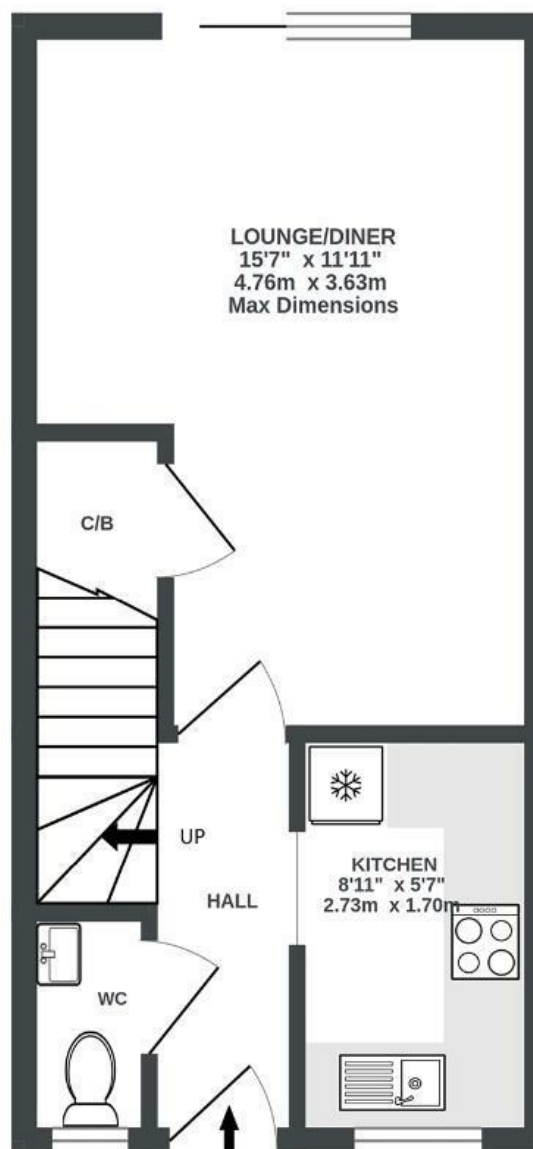 LOUNGE/DINER
15'7" x 11'11"
4.76m x 3.63m
Max Dimensions
C/B
UP
KITCHEN
8'11" x 5'7"
2.73m x 1.70m
HALL
WC